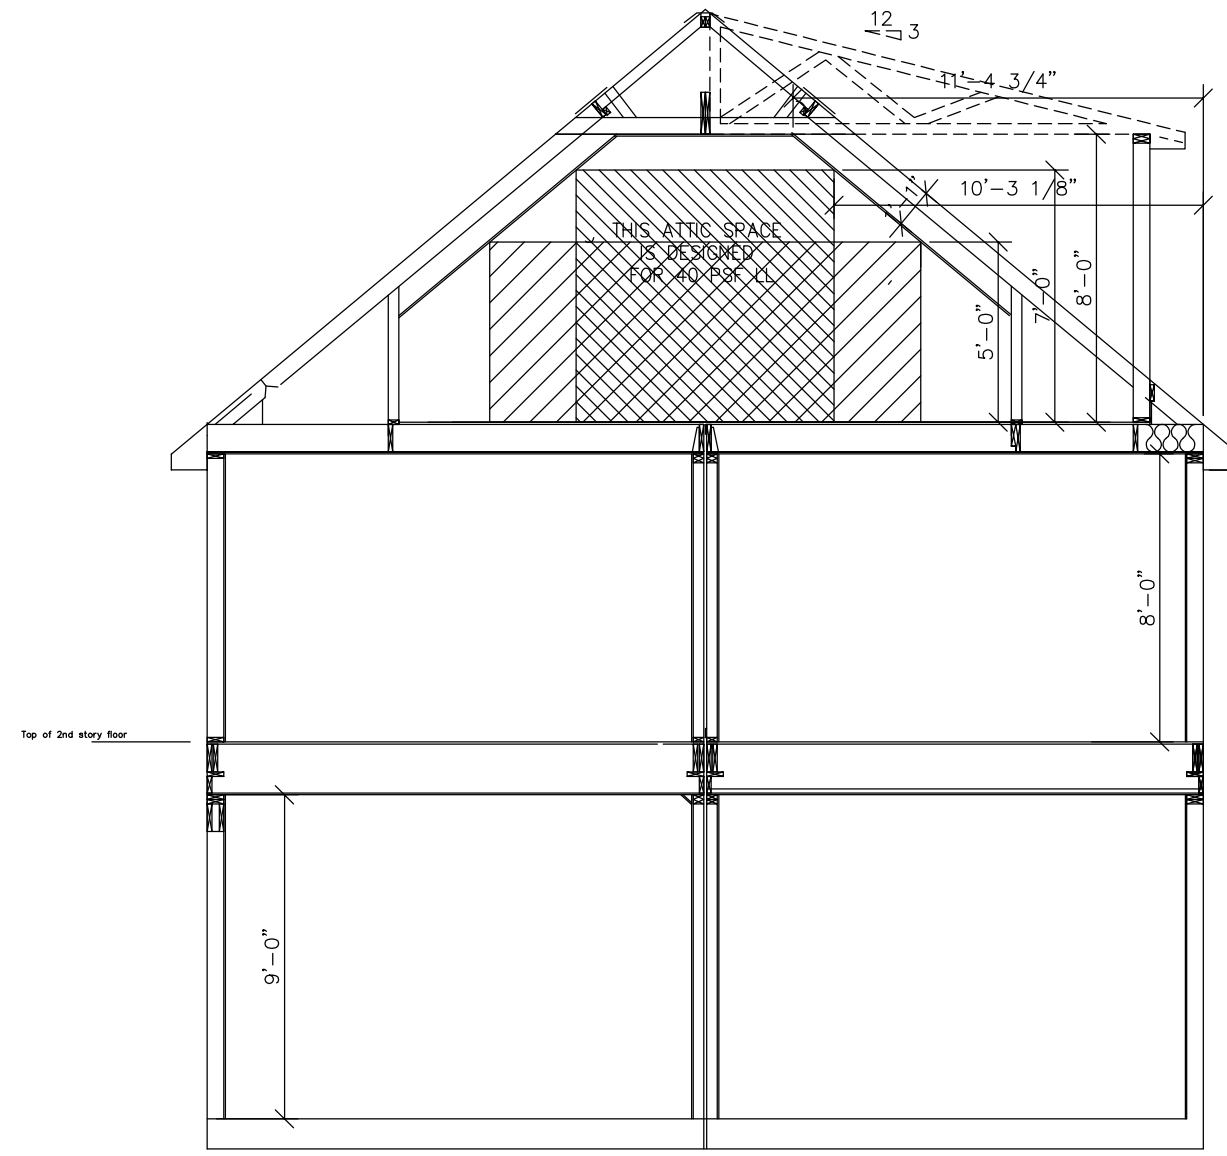 12
3
11'-4 3/4"
10'-3 1/8"
1'
THIS ATTIC SPACE
IS DESIGNED
FOR 40 PSF LL
5'-0"
7'-0"
8'-0"
8'-0"
Top of 2nd story floor
9'-0"